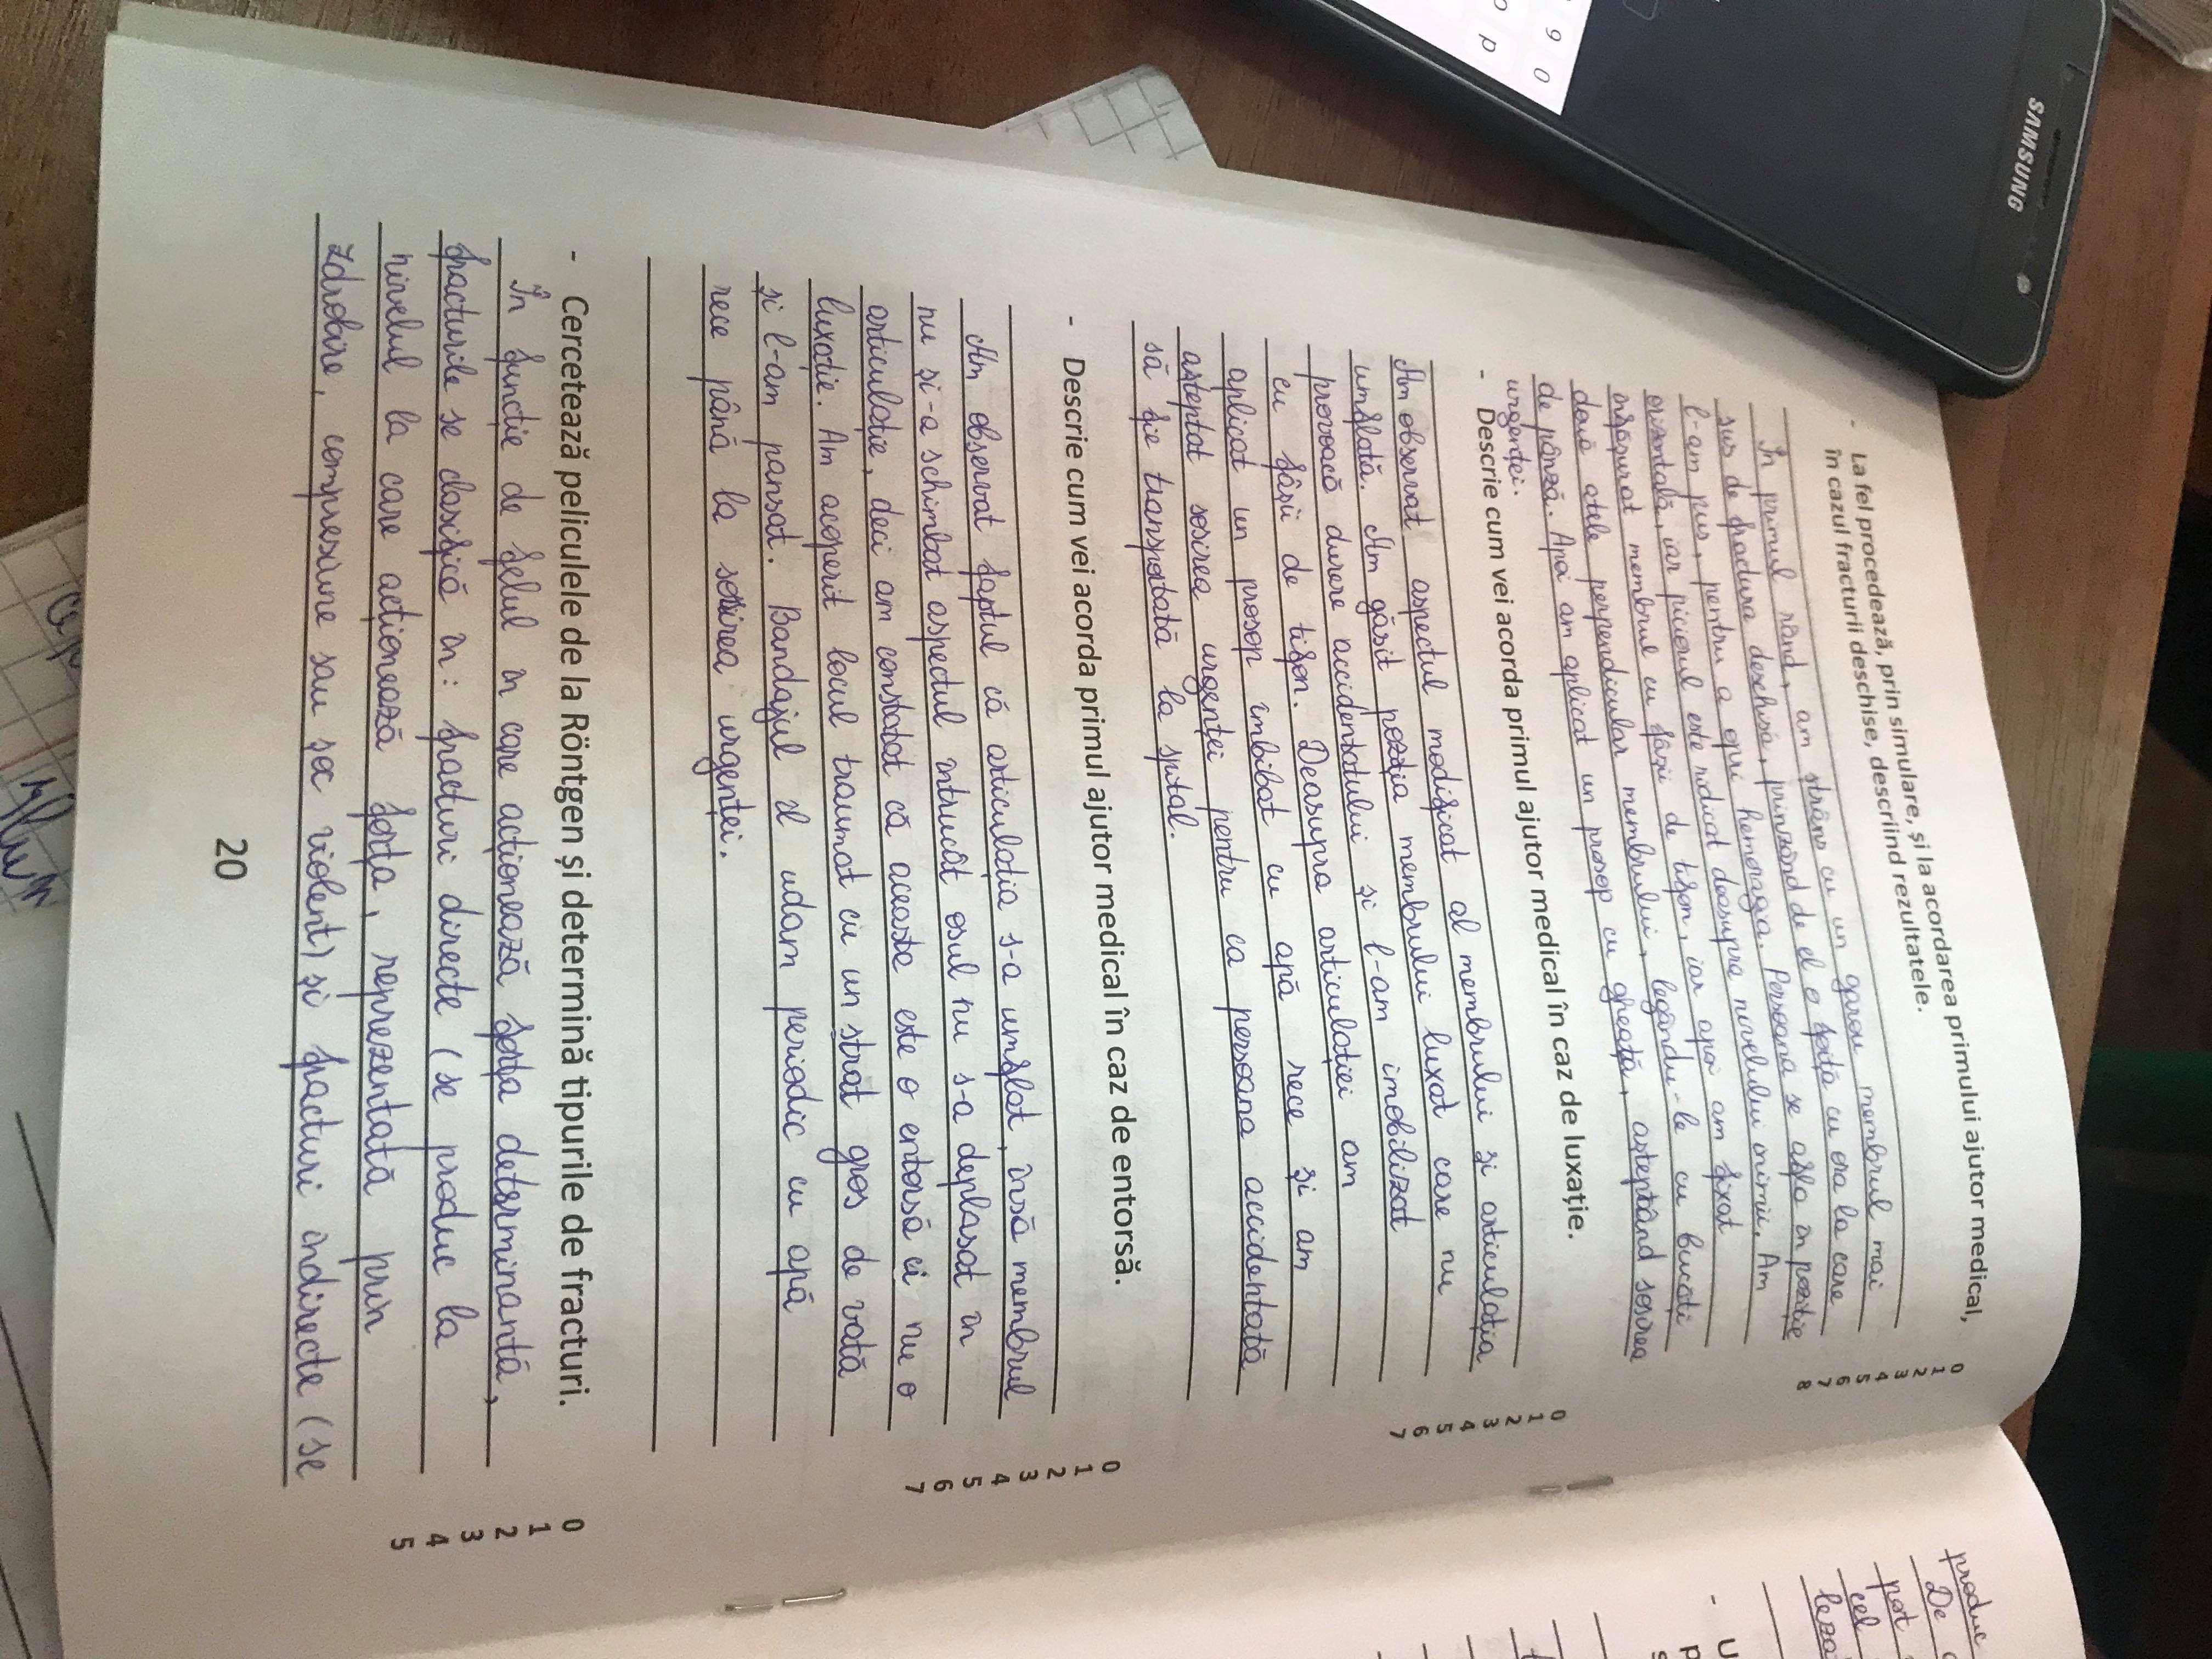 SAMSUNG
9 0
o p
- La fel procedează, prin simulare, și la acordarea primului ajutor medical,
în cazul fracturii deschise, descriind rezultatele.
0
1
2
3
4
5
6
7
8
În primul rând, am strâns cu un garou membrul mai
sus de fractura deschisă, prinzând de el o foiță cu ora la care
l-am pus, pentru a opri hemoragia. Persoana se afla în poziție
orizontală, iar piciorul este ridicat deasupra nivelului inimii. Am
înfășurat membrul cu fâșii de tifon, iar apoi am fixat
două atele perpendicular membrului, legându-le cu bucăți
de pânză. Apoi am aplicat un prosop cu gheață, așteptând sosirea
urgenței.
- Descrie cum vei acorda primul ajutor medical în caz de luxație.
0
1
2
3
4
5
6
7
Am observat aspectul modificat al membrului și articulația
umflată. Am găsit poziția membrului luxat care nu
provoacă durere accidentatului și l-am imobilizat
cu fâșii de tifon. Deasupra articulației am
aplicat un prosop îmbibat cu apă rece și am
așteptat sosirea urgenței pentru ca persoana accidentată
să fie transportată la spital.
- Descrie cum vei acorda primul ajutor medical în caz de entorsă.
0
1
2
3
4
5
6
7
Am observat faptul că articulația s-a umflat, însă membrul
nu și-a schimbat aspectul întrucât osul nu s-a deplasat în
articulație, deci am constatat că aceasta este o entorsă ci nu o
luxație. Am acoperit locul traumat cu un strat gros de vată
și l-am pansat. Bandajul îl udam periodic cu apă
rece până la sosirea urgenței.
- Cercetează peliculele de la Röntgen și determină tipurile de fracturi.
0
1
2
3
4
5
În funcție de felul în care acționează forța determinantă,
fracturile se clasifică în: fracturi directe (se produc la
nivelul la care acționează forța, reprezentată prin
zdrobire, compresiune sau șoc violent) și fracturi indirecte (se
20
produc
De
pot
cel
leza
- U
p
s